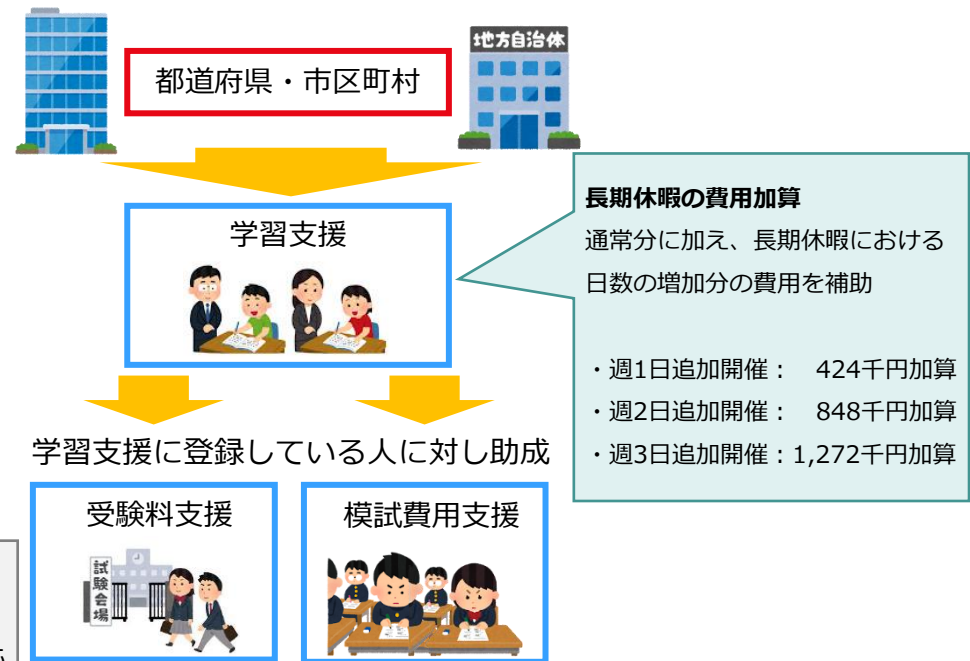 地方自治体
都道府県・市区町村
学習支援
長期休暇の費用加算
通常分に加え、長期休暇における
日数の増加分の費用を補助
・週1日追加開催： 424千円加算
・週2日追加開催： 848千円加算
・週3日追加開催：1,272千円加算
学習支援に登録している人に対し助成
受験料支援
試験会場
模試費用支援